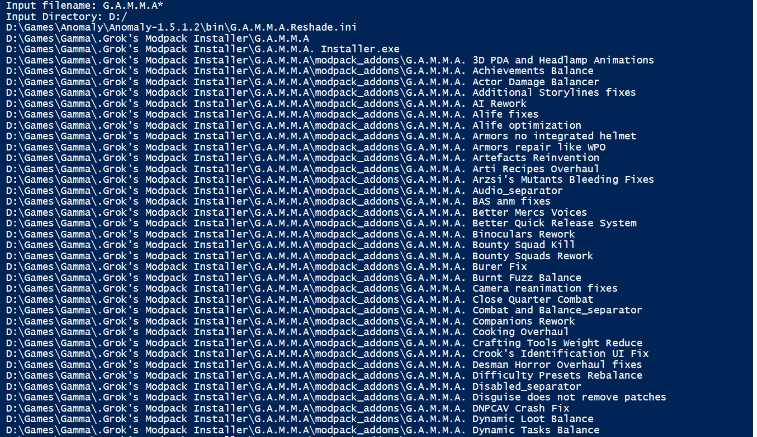 Input filename: G.A.M.M.A*
Input Directory: D:/
D:\Games\Anomaly\Anomaly-1.5.1.2\bin\G.A.M.M.A.Reshade.ini
D:\Games\Gamma\.Grok's Modpack Installer\G.A.M.M.A
D:\Games\Gamma\.Grok's Modpack Installer\G.A.M.M.A. Installer.exe
D:\Games\Gamma\.Grok's Modpack Installer\G.A.M.M.A\modpack_addons\G.A.M.M.A. 3D PDA and Headlamp Animations
D:\Games\Gamma\.Grok's Modpack Installer\G.A.M.M.A\modpack_addons\G.A.M.M.A. Achievements Balance
D:\Games\Gamma\.Grok's Modpack Installer\G.A.M.M.A\modpack_addons\G.A.M.M.A. Actor Damage Balancer
D:\Games\Gamma\.Grok's Modpack Installer\G.A.M.M.A\modpack_addons\G.A.M.M.A. Additional Storylines fixes
D:\Games\Gamma\.Grok's Modpack Installer\G.A.M.M.A\modpack_addons\G.A.M.M.A. AI Rework
D:\Games\Gamma\.Grok's Modpack Installer\G.A.M.M.A\modpack_addons\G.A.M.M.A. Alife fixes
D:\Games\Gamma\.Grok's Modpack Installer\G.A.M.M.A\modpack_addons\G.A.M.M.A. Alife optimization
D:\Games\Gamma\.Grok's Modpack Installer\G.A.M.M.A\modpack_addons\G.A.M.M.A. Armors no integrated helmet
D:\Games\Gamma\.Grok's Modpack Installer\G.A.M.M.A\modpack_addons\G.A.M.M.A. Armors repair like WPO
D:\Games\Gamma\.Grok's Modpack Installer\G.A.M.M.A\modpack_addons\G.A.M.M.A. Artefacts Reinvention
D:\Games\Gamma\.Grok's Modpack Installer\G.A.M.M.A\modpack_addons\G.A.M.M.A. Arti Recipes Overhaul
D:\Games\Gamma\.Grok's Modpack Installer\G.A.M.M.A\modpack_addons\G.A.M.M.A. Arzsi's Mutants Bleeding Fixes
D:\Games\Gamma\.Grok's Modpack Installer\G.A.M.M.A\modpack_addons\G.A.M.M.A. Audio_separator
D:\Games\Gamma\.Grok's Modpack Installer\G.A.M.M.A\modpack_addons\G.A.M.M.A. BAS anm fixes
D:\Games\Gamma\.Grok's Modpack Installer\G.A.M.M.A\modpack_addons\G.A.M.M.A. Better Mercs Voices
D:\Games\Gamma\.Grok's Modpack Installer\G.A.M.M.A\modpack_addons\G.A.M.M.A. Better Quick Release System
D:\Games\Gamma\.Grok's Modpack Installer\G.A.M.M.A\modpack_addons\G.A.M.M.A. Binoculars Rework
D:\Games\Gamma\.Grok's Modpack Installer\G.A.M.M.A\modpack_addons\G.A.M.M.A. Bounty Squad Kill
D:\Games\Gamma\.Grok's Modpack Installer\G.A.M.M.A\modpack_addons\G.A.M.M.A. Bounty Squads Rework
D:\Games\Gamma\.Grok's Modpack Installer\G.A.M.M.A\modpack_addons\G.A.M.M.A. Burer Fix
D:\Games\Gamma\.Grok's Modpack Installer\G.A.M.M.A\modpack_addons\G.A.M.M.A. Burnt Fuzz Balance
D:\Games\Gamma\.Grok's Modpack Installer\G.A.M.M.A\modpack_addons\G.A.M.M.A. Camera reanimation fixes
D:\Games\Gamma\.Grok's Modpack Installer\G.A.M.M.A\modpack_addons\G.A.M.M.A. Close Quarter Combat
D:\Games\Gamma\.Grok's Modpack Installer\G.A.M.M.A\modpack_addons\G.A.M.M.A. Combat and Balance_separator
D:\Games\Gamma\.Grok's Modpack Installer\G.A.M.M.A\modpack_addons\G.A.M.M.A. Companions Rework
D:\Games\Gamma\.Grok's Modpack Installer\G.A.M.M.A\modpack_addons\G.A.M.M.A. Cooking Overhaul
D:\Games\Gamma\.Grok's Modpack Installer\G.A.M.M.A\modpack_addons\G.A.M.M.A. Crafting Tools Weight Reduce
D:\Games\Gamma\.Grok's Modpack Installer\G.A.M.M.A\modpack_addons\G.A.M.M.A. Crook's Identification UI Fix
D:\Games\Gamma\.Grok's Modpack Installer\G.A.M.M.A\modpack_addons\G.A.M.M.A. Desman Horror Overhaul fixes
D:\Games\Gamma\.Grok's Modpack Installer\G.A.M.M.A\modpack_addons\G.A.M.M.A. Difficulty Presets Rebalance
D:\Games\Gamma\.Grok's Modpack Installer\G.A.M.M.A\modpack_addons\G.A.M.M.A. Disabled_separator
D:\Games\Gamma\.Grok's Modpack Installer\G.A.M.M.A\modpack_addons\G.A.M.M.A. Disguise does not remove patches
D:\Games\Gamma\.Grok's Modpack Installer\G.A.M.M.A\modpack_addons\G.A.M.M.A. DNPCAV Crash Fix
D:\Games\Gamma\.Grok's Modpack Installer\G.A.M.M.A\modpack_addons\G.A.M.M.A. Dynamic Loot Balance
D:\Games\Gamma\.Grok's Modpack Installer\G.A.M.M.A\modpack_addons\G.A.M.M.A. Dynamic Tasks Balance